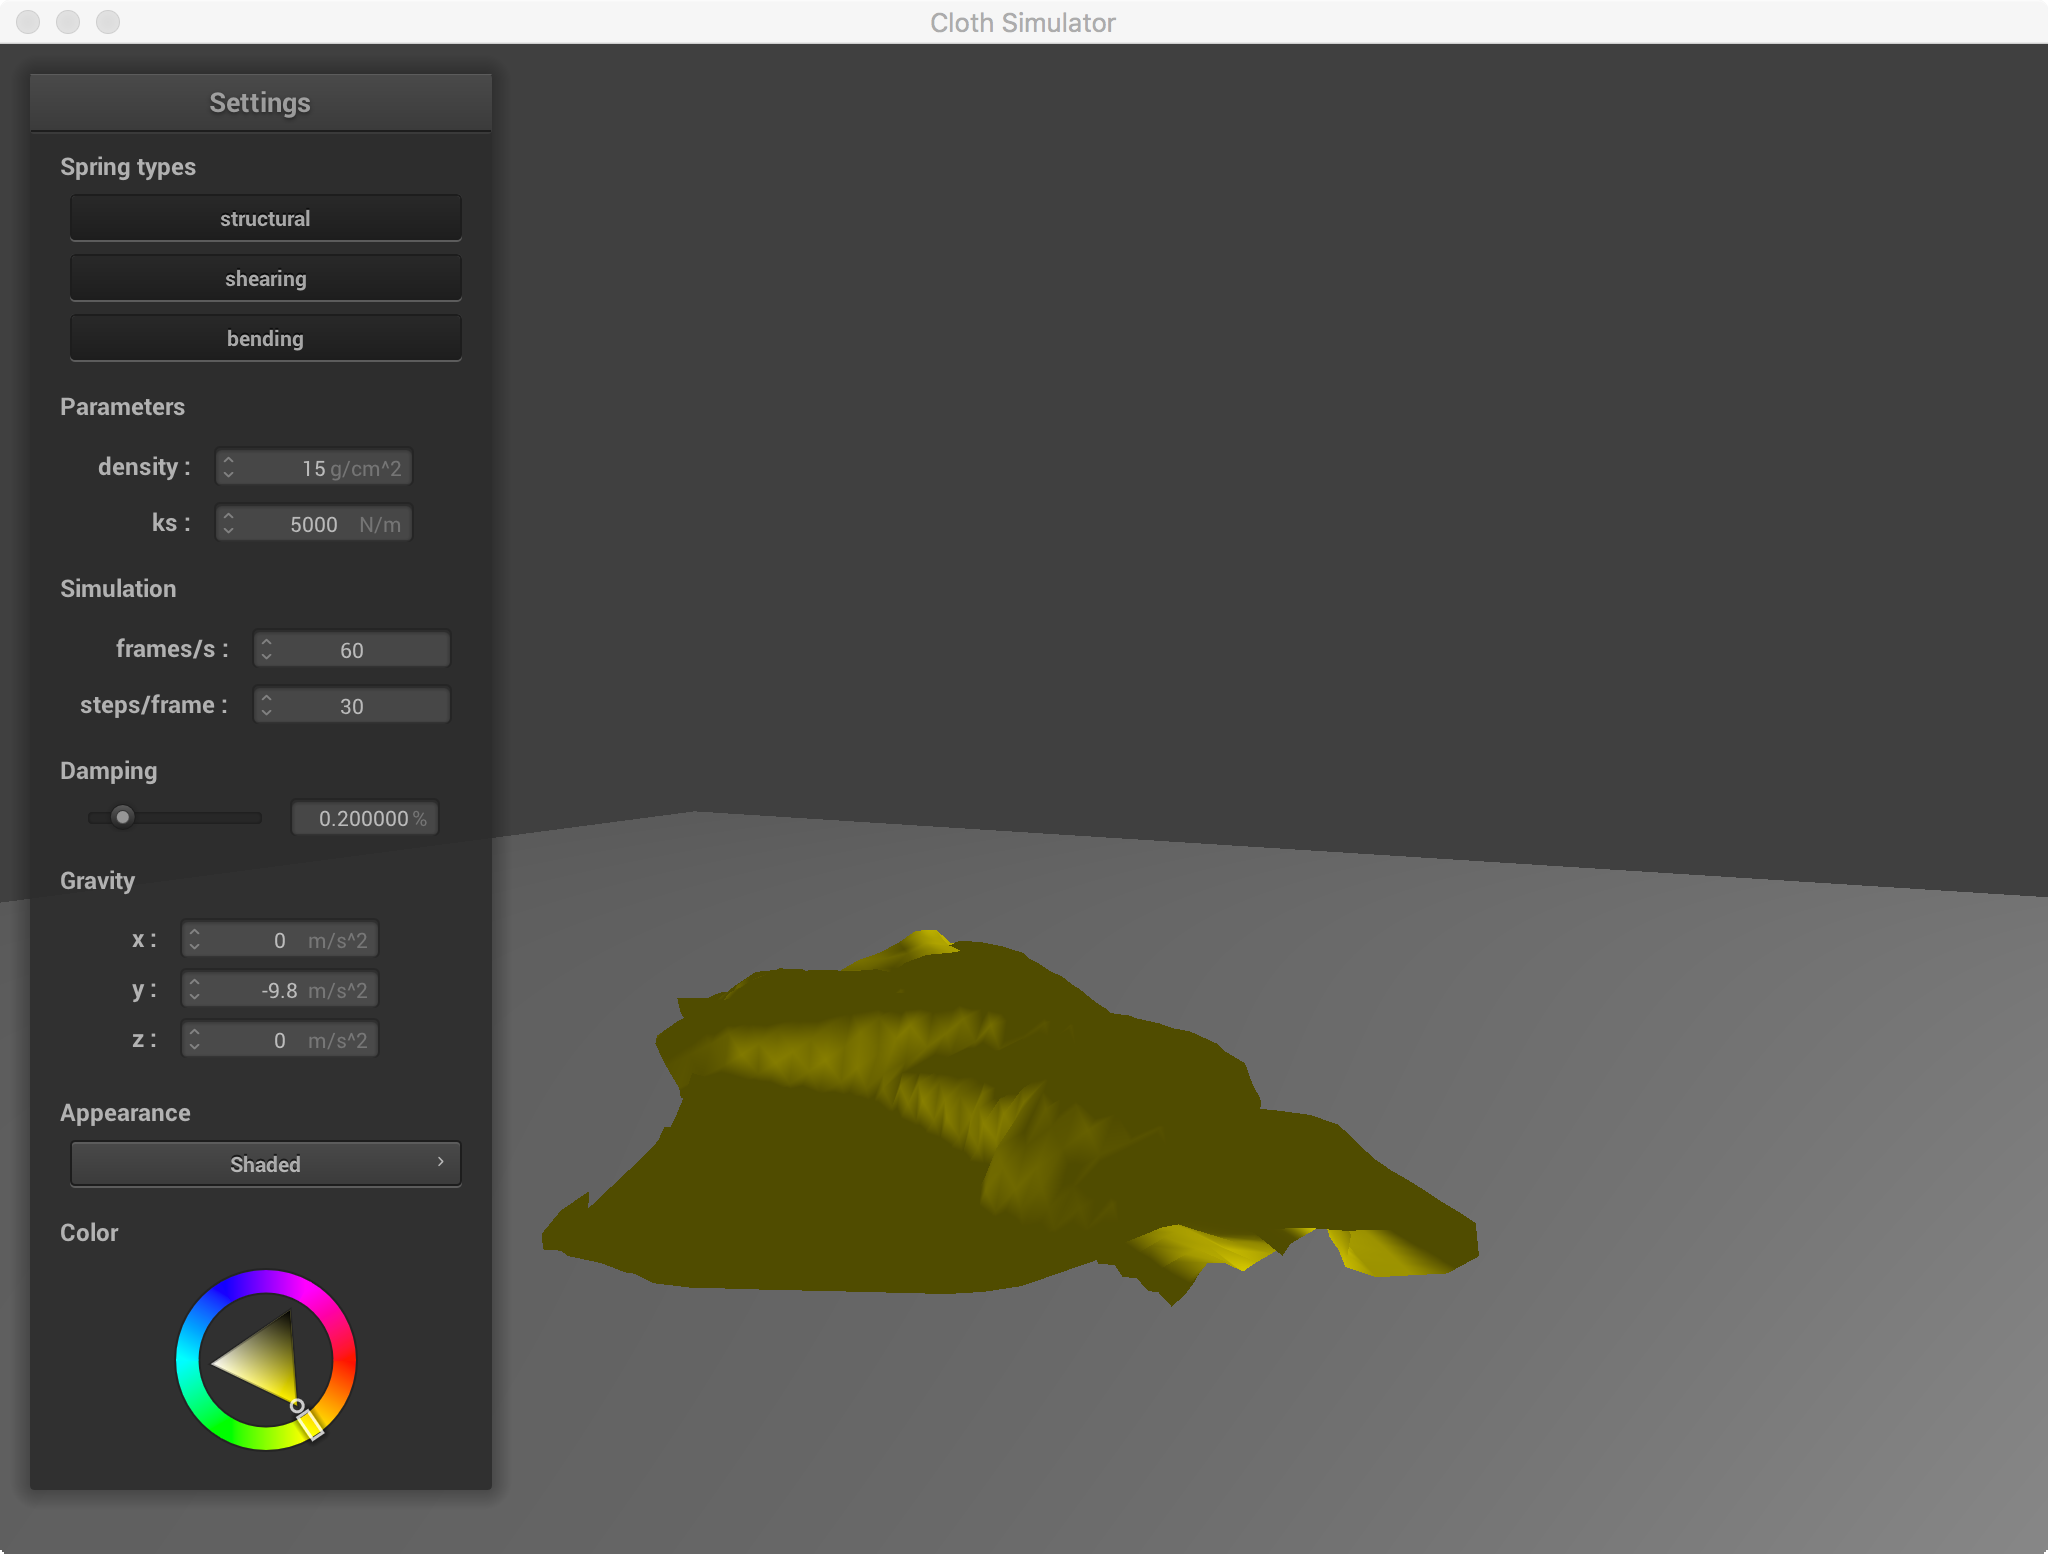 Cloth Simulator
Settings
Spring types
structural
shearing
bending
Parameters
density : 15 g/cm^2
ks : 5000 N/m
Simulation
frames/s : 60
steps/frame : 30
Damping
0.200000 %
Gravity
x : 0 m/s^2
y : -9.8 m/s^2
z : 0 m/s^2
Appearance
Shaded
Color